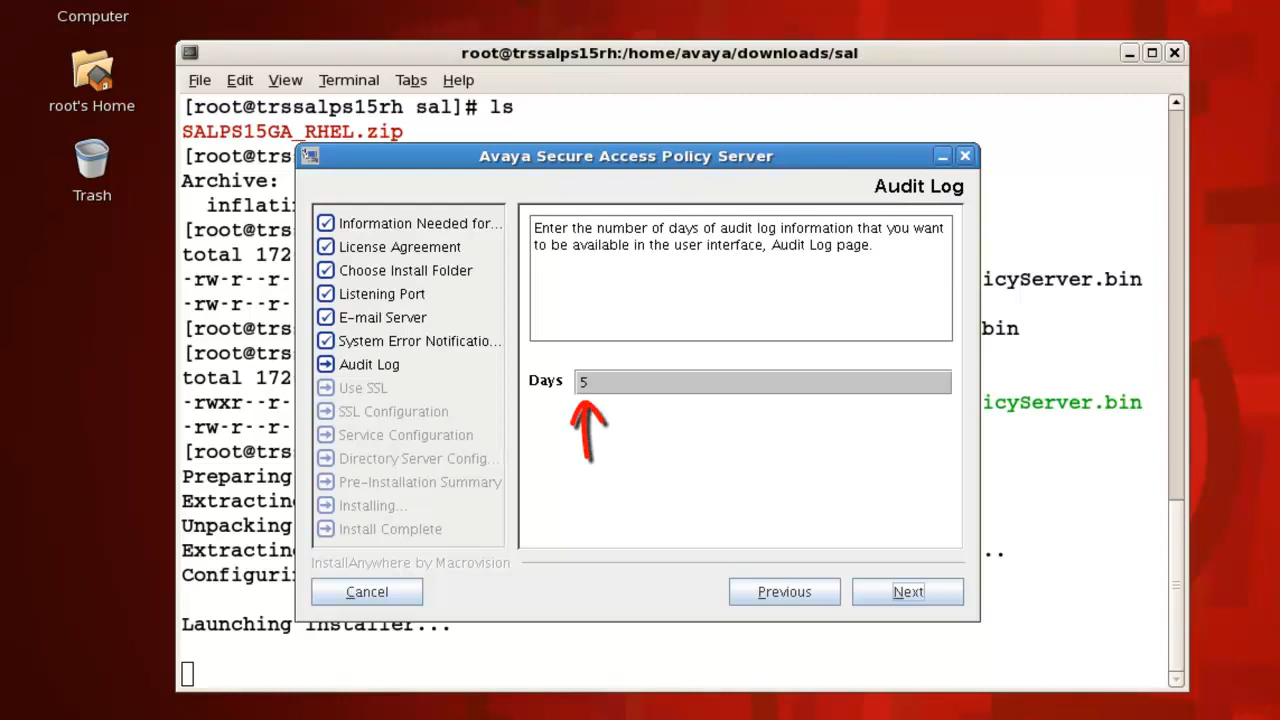 Computer
root's Home
Trash
root@trssalps15rh:/home/avaya/downloads/sal
File Edit View Terminal Tabs Help
[root@trssalps15rh sal]# ls
SALPS15GA_RHEL.zip
[root@trs
Archive:
inflatin
[root@trs
total 172
-rw-r--r- icyServer.bin
-rw-r--r-
[root@trs bin
[root@trs
total 172
-rwxr--r- icyServer.bin
-rw-r--r-
[root@trs
Preparing
Extracting
Unpacking
Extracting ..
Configurin
Launching installer...
Avaya Secure Access Policy Server
Audit Log
Information Needed for...
License Agreement
Choose Install Folder
Listening Port
E-mail Server
System Error Notificatio...
Audit Log
Use SSL
SSL Configuration
Service Configuration
Directory Server Config...
Pre-Installation Summary
Installing...
Install Complete
Enter the number of days of audit log information that you want
to be available in the user interface, Audit Log page.
Days 5
InstallAnywhere by Macrovision
Cancel Previous Next